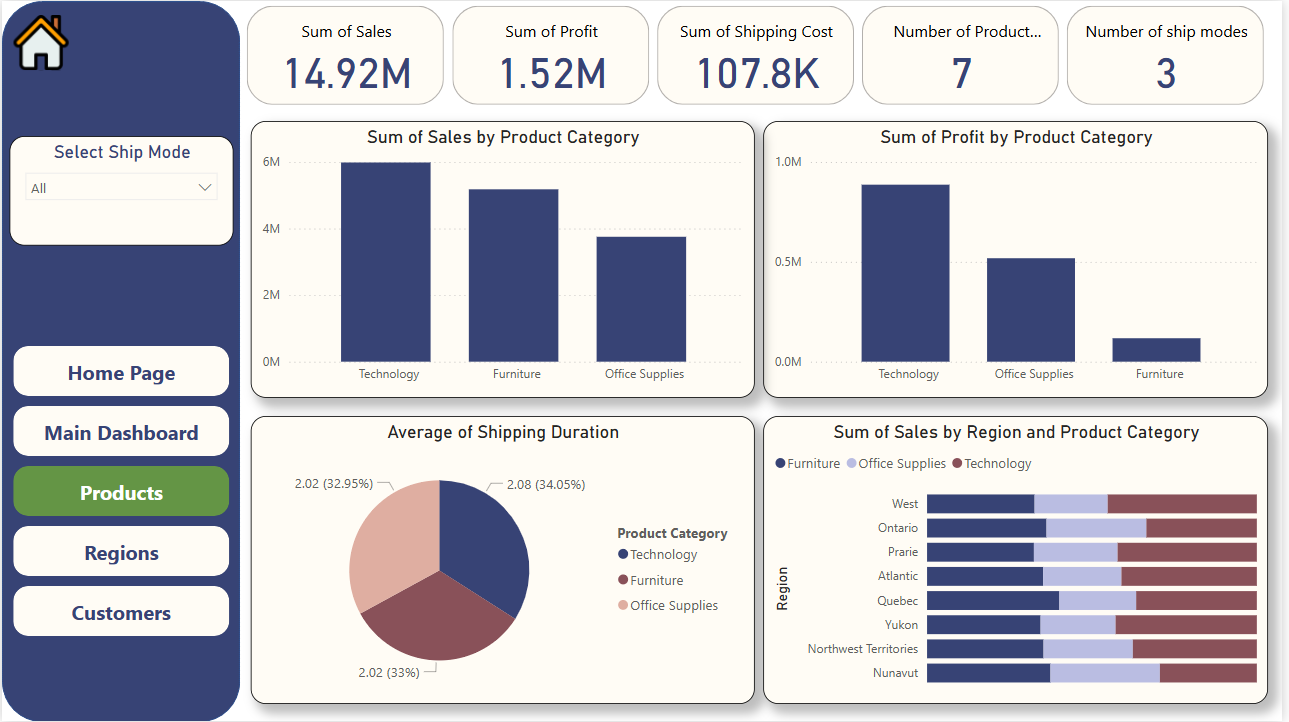 Sum of Sales
14.92M
Sum of Profit
1.52M
Sum of Shipping Cost
107.8K
Number of Product...
7
Number of ship modes
3
Select Ship Mode
All
Home Page
Main Dashboard
Products
Regions
Customers
Sum of Sales by Product Category
6M
4M
2M
0M
Technology
Furniture
Office Supplies
Sum of Profit by Product Category
1.0M
0.5M
0.0M
Technology
Office Supplies
Furniture
Average of Shipping Duration
2.02 (32.95%)
2.08 (34.05%)
2.02 (33%)
Product Category
Technology
Furniture
Office Supplies
Sum of Sales by Region and Product Category
Furniture
Office Supplies
Technology
Region
West
Ontario
Prarie
Atlantic
Quebec
Yukon
Northwest Territories
Nunavut